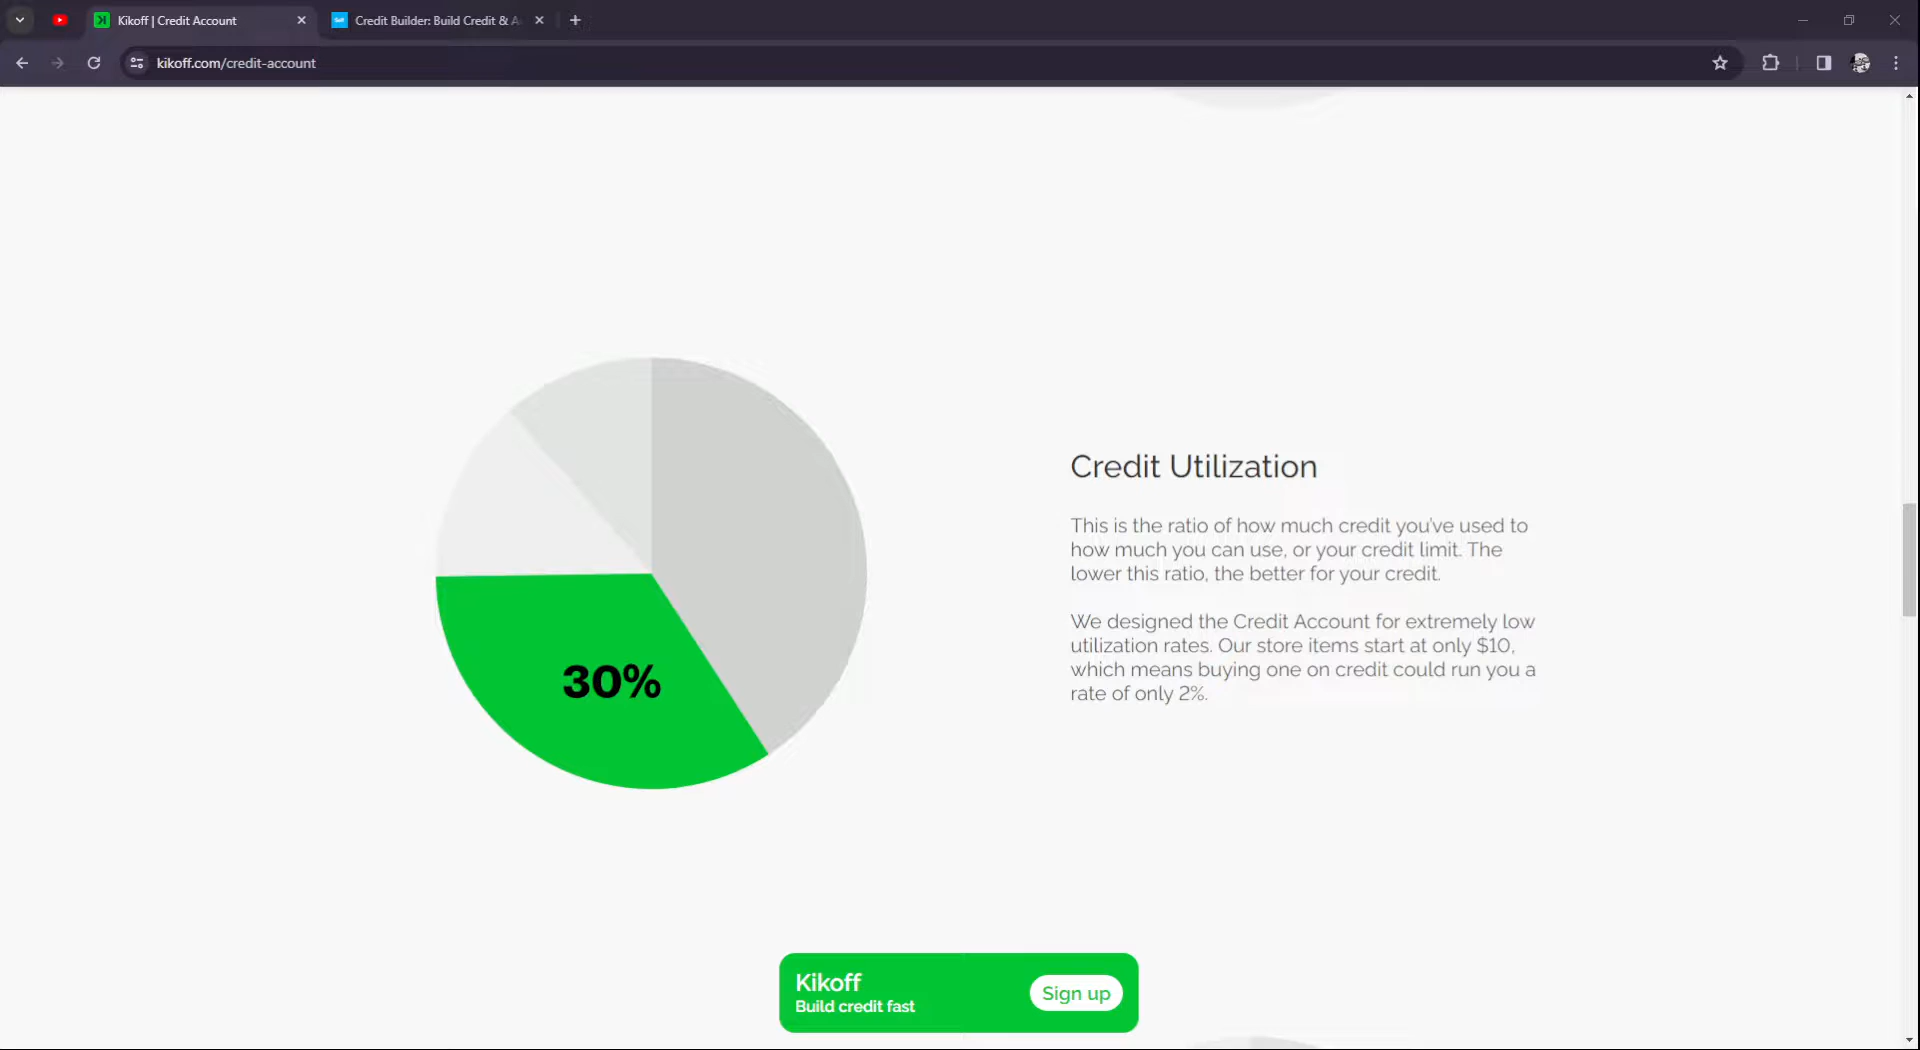 Kikoff | Credit Account
Credit Builder: Build Credit & A
kikoff.com/credit-account
30%
Credit Utilization
This is the ratio of how much credit you've used to
how much you can use, or your credit limit. The
lower this ratio, the better for your credit.
We designed the Credit Account for extremely low
utilization rates. Our store items start at only $10,
which means buying one on credit could run you a
rate of only 2%.
Kikoff
Build credit fast
Sign up